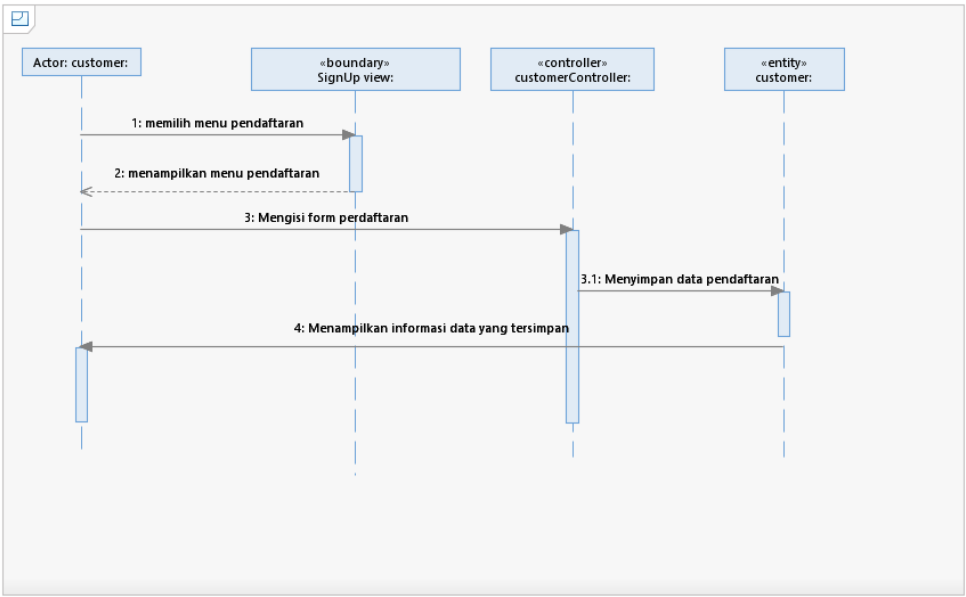 Actor: customer:
«boundary»
SignUp view:
«controller»
customerController:
«entity»
customer:
1: memilih menu pendaftaran
2: menampilkan menu pendaftaran
3: Mengisi form perdaftaran
3.1: Menyimpan data pendaftaran
4: Menampilkan informasi data yang tersimpan